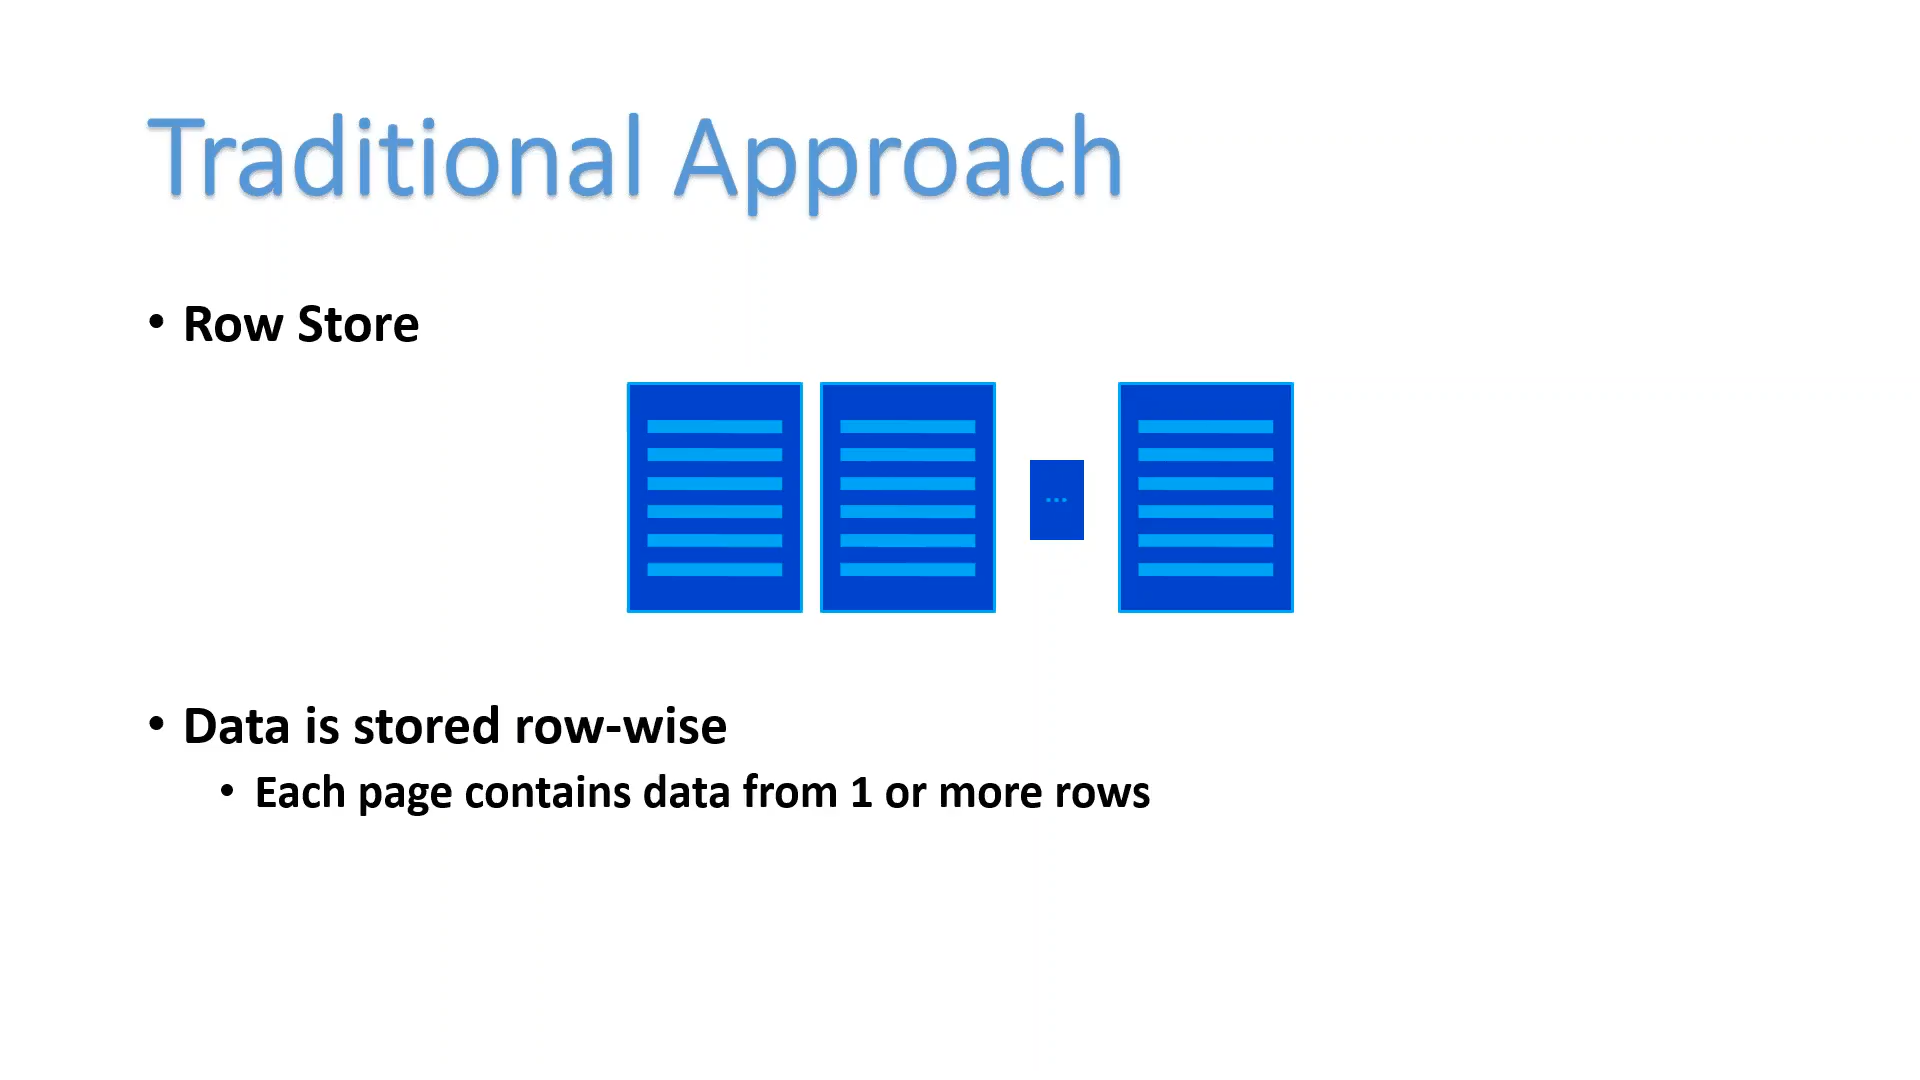 Traditional Approach
• Row Store
...
• Data is stored row-wise
• Each page contains data from 1 or more rows